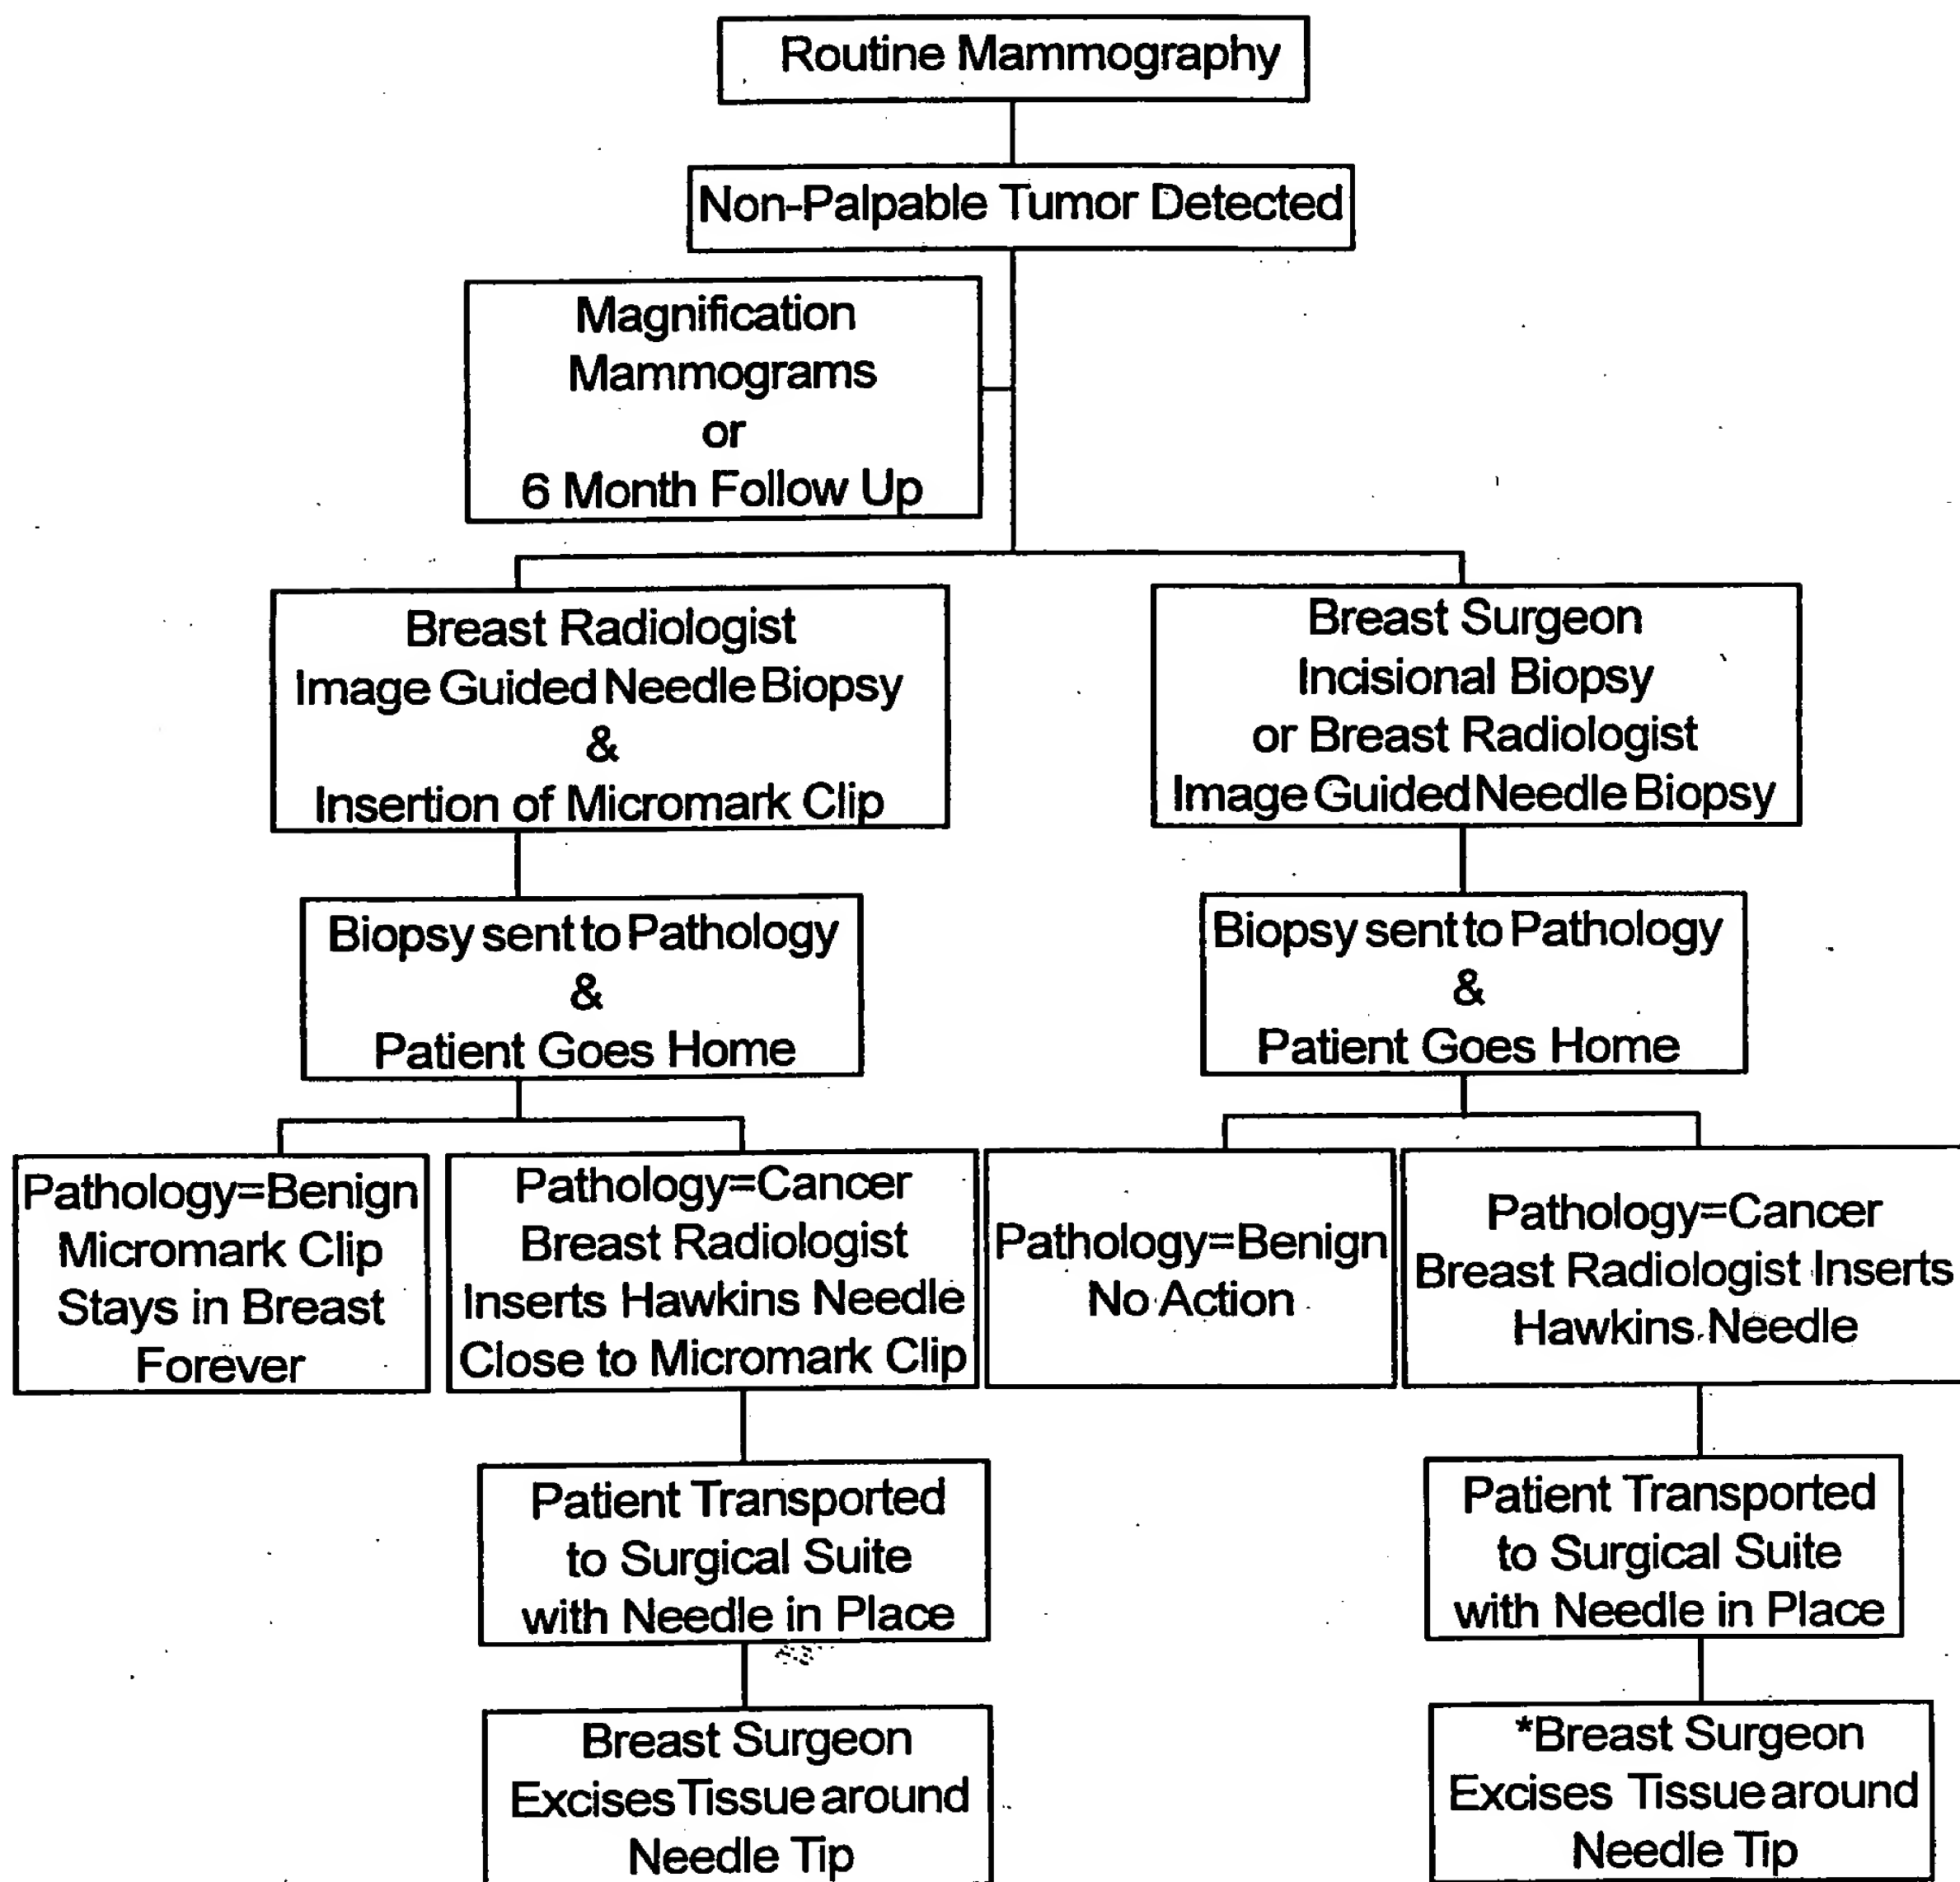 Routine Mammography
Non-Palpable Tumor Detected
Magnification
Mammograms
or
6 Month Follow Up
Breast Radiologist
Image Guided Needle Biopsy
&
Insertion of Micromark Clip
Breast Surgeon
Incisional Biopsy
or Breast Radiologist
Image Guided Needle Biopsy
Biopsy sent to Pathology
&
Patient Goes Home
Biopsy sent to Pathology
&
Patient Goes Home
Pathology=Benign
Micromark Clip
Stays in Breast
Forever
Pathology=Cancer
Breast Radiologist
Inserts Hawkins Needle
Close to Micromark Clip
Pathology=Benign
No Action
Pathology=Cancer
Breast Radiologist Inserts
Hawkins Needle
Patient Transported
to Surgical Suite
with Needle in Place
Patient Transported
to Surgical Suite
with Needle in Place
Breast Surgeon
Excises Tissue around
Needle Tip
*Breast Surgeon
Excises Tissue around
Needle Tip